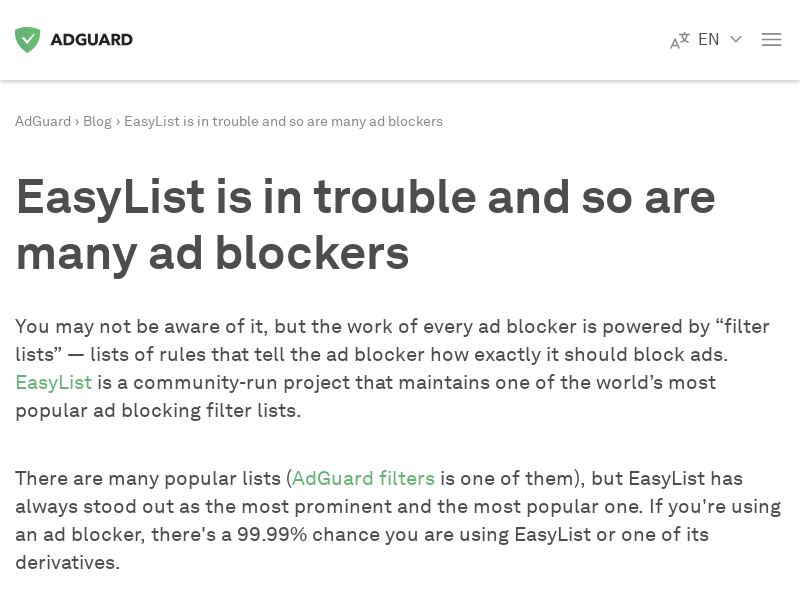 ADGUARD
EN
AdGuard › Blog › EasyList is in trouble and so are many ad blockers
EasyList is in trouble and so are
many ad blockers
You may not be aware of it, but the work of every ad blocker is powered by “filter
lists” — lists of rules that tell the ad blocker how exactly it should block ads.
EasyList is a community-run project that maintains one of the world’s most
popular ad blocking filter lists.
There are many popular lists (AdGuard filters is one of them), but EasyList has
always stood out as the most prominent and the most popular one. If you're using
an ad blocker, there's a 99.99% chance you are using EasyList or one of its
derivatives.